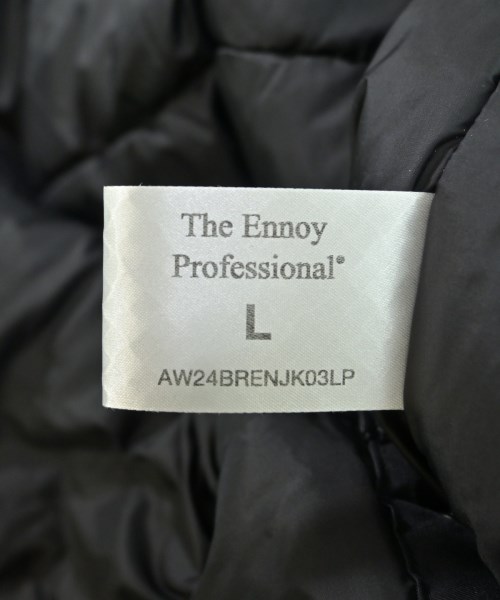 The Ennoy
Professional®
L
AW24BRENJK03LP